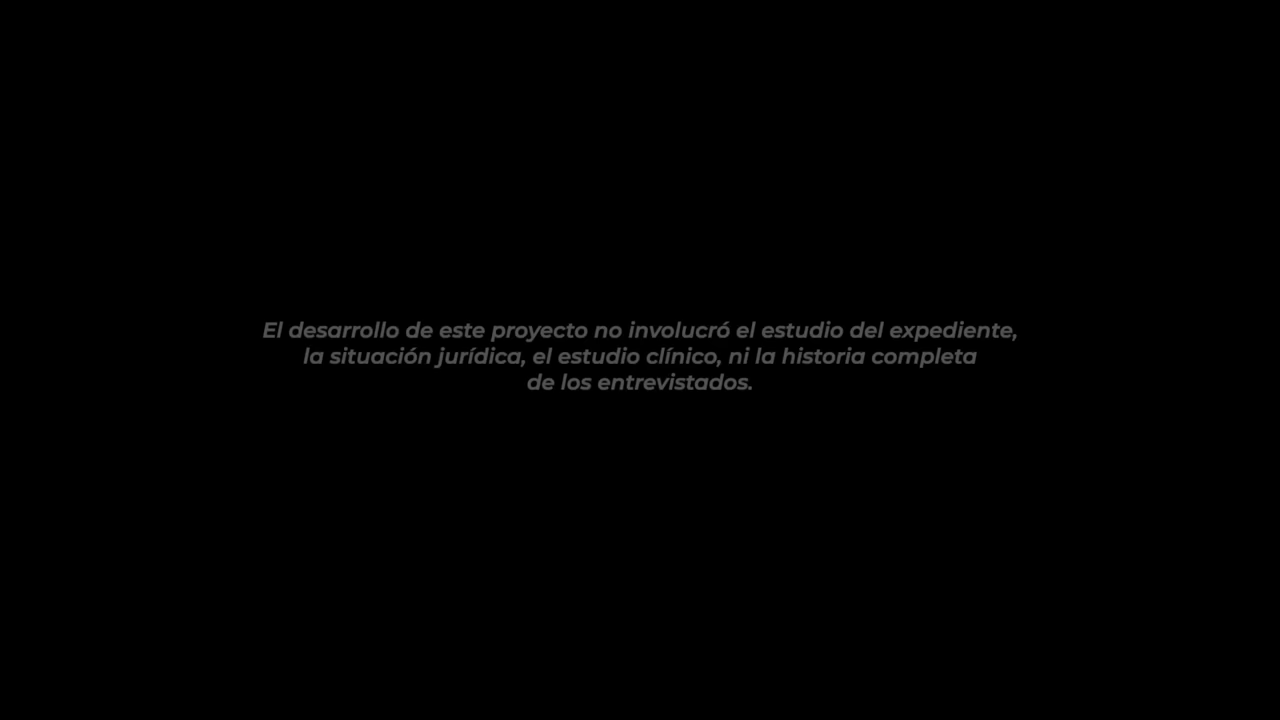 El desarrollo de este proyecto no involucró el estudio del expediente,
la situación jurídica, el estudio clínico, ni la historia completa
de los entrevistados.